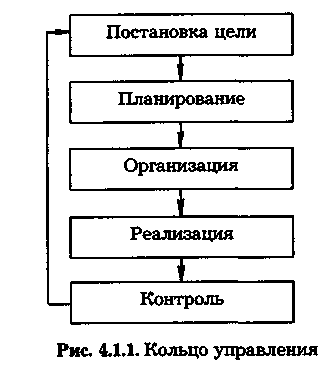 Постановка цели
Планирование
Организация
Реализация
Контроль
Рис. 4.1.1. Кольцо управления